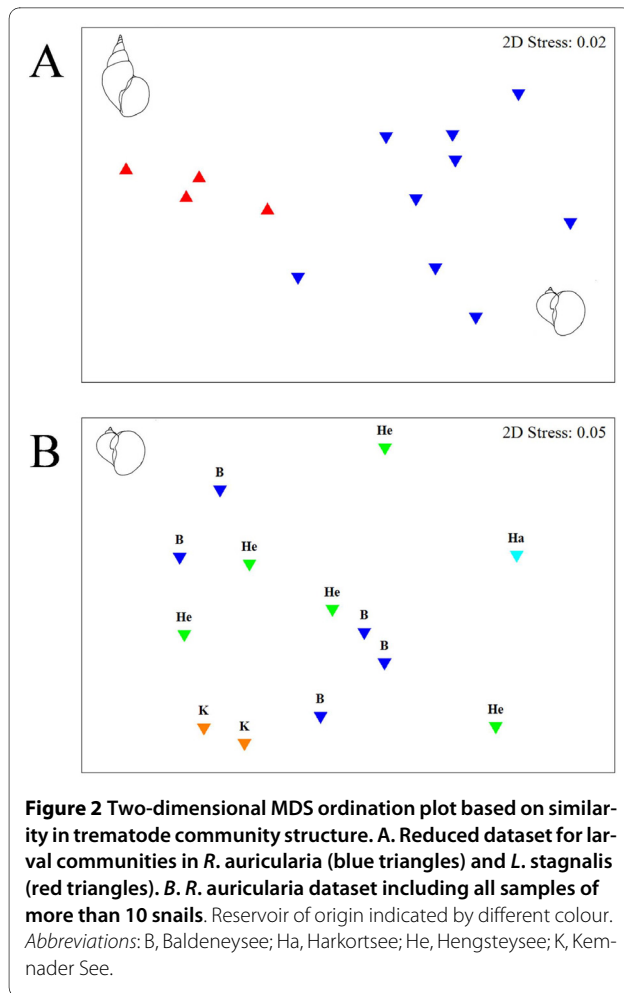 A
2D Stress: 0.02
B
2D Stress: 0.05
He
B
B
He
Ha
He
B
He
B
B
K
K
He
Figure 2 Two-dimensional MDS ordination plot based on similar-
ity in trematode community structure. A. Reduced dataset for lar-
val communities in R. auricularia (blue triangles) and L. stagnalis
(red triangles). B. R. auricularia dataset including all samples of
more than 10 snails. Reservoir of origin indicated by different colour.
Abbreviations: B, Baldeneysee; Ha, Harkortsee; He, Hengsteysee; K, Kem-
nader See.